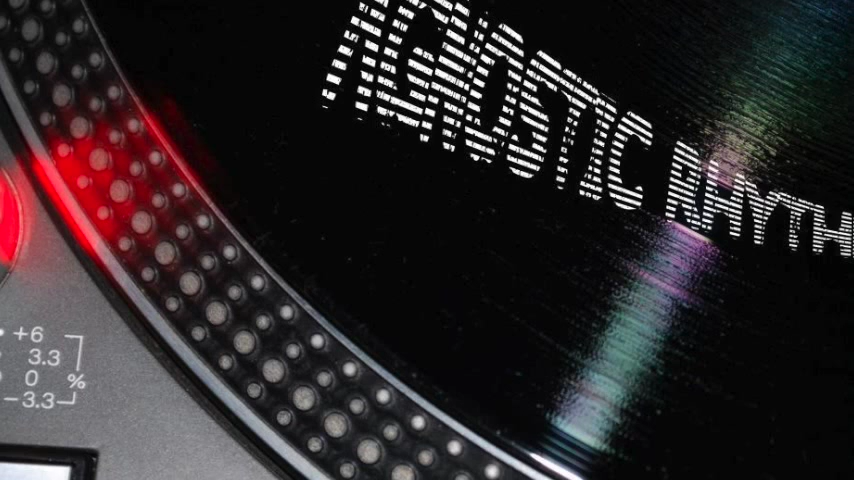 AGNOSTIC RHYTH
+6
3.3
0 %
-3.3